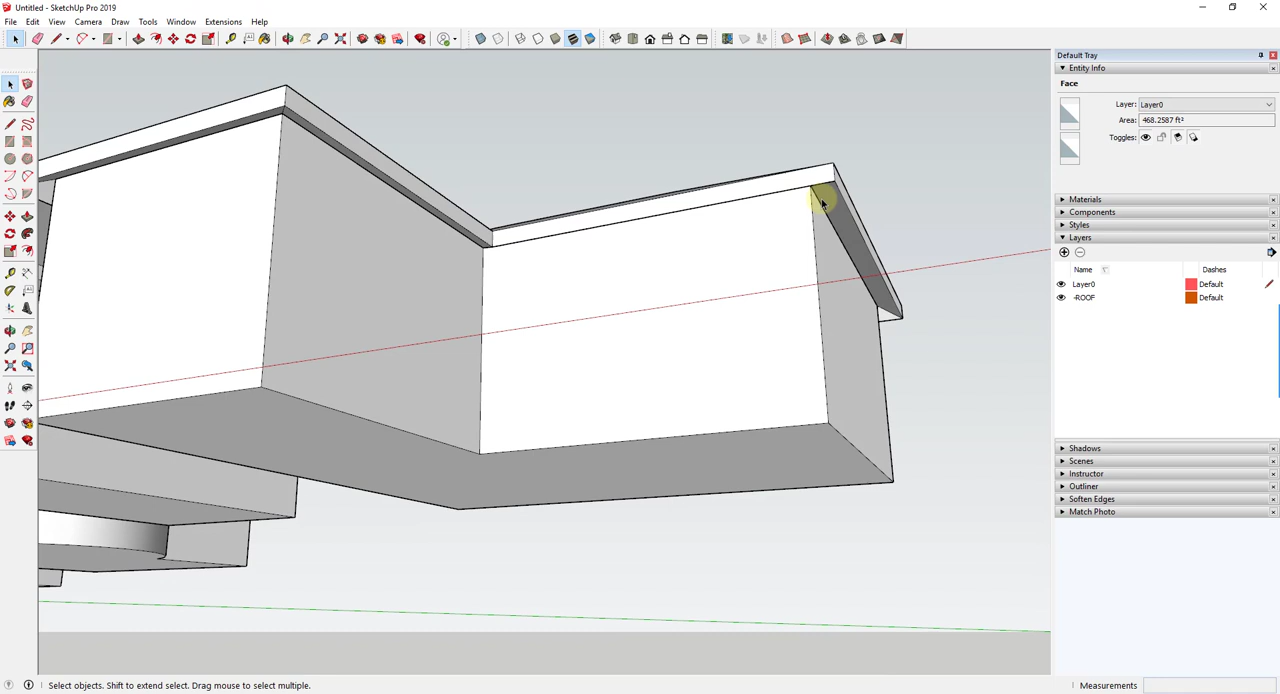 Untitled - SketchUp Pro 2019
File Edit View Camera Draw Tools Window Extensions Help
Default Tray
Entity Info
Face
Layer: Layer0
Area: 468.2587 ft²
Toggles:
Materials
Components
Styles
Layers
Name Dashes
Layer0 Default
-ROOF Default
Shadows
Scenes
Instructor
Outliner
Soften Edges
Match Photo
Select objects. Shift to extend select. Drag mouse to select multiple. Measurements